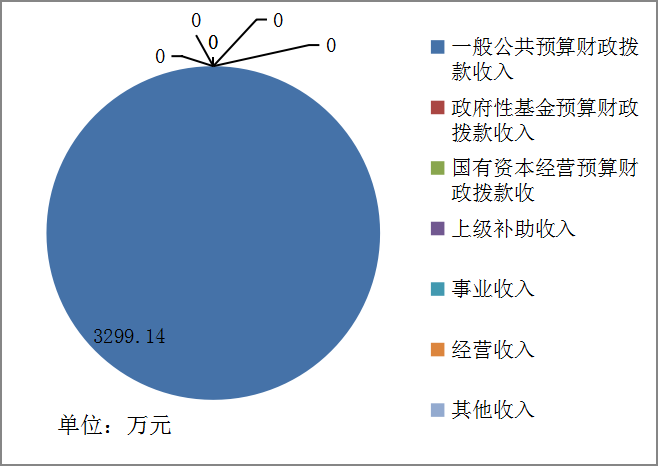 0
0
0
0
0
3299.14
单位：万元
一般公共预算财政拨
款收入
政府性基金预算财政
拨款收入
国有资本经营预算财
政拨款收
上级补助收入
事业收入
经营收入
其他收入